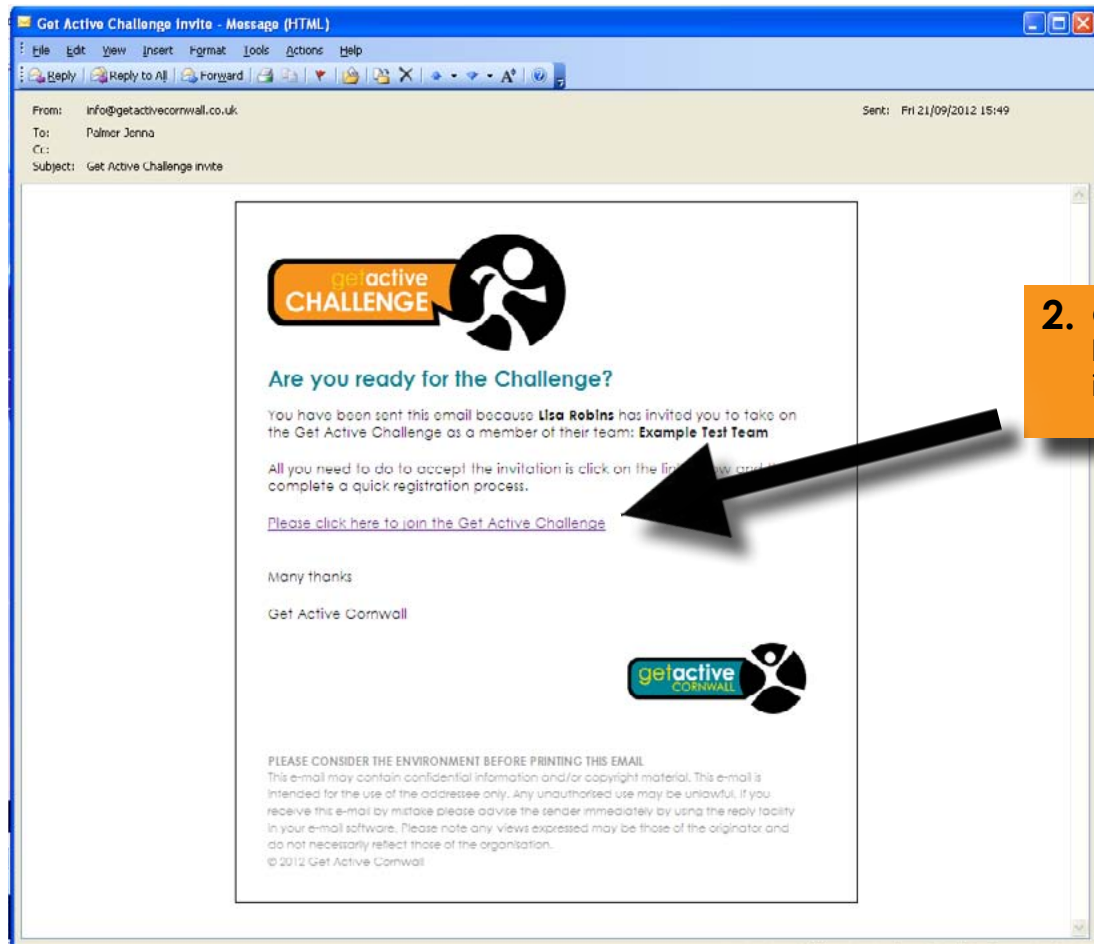 Get Active Challenge invite - Message (HTML)
File Edit View Insert Format Tools Actions Help
Reply Reply to All Forward
From: info@getactivecornwall.co.uk
Sent: Fri 21/09/2012 15:49
To: Palmer Jenna
Cc:
Subject: Get Active Challenge invite
getactive
CHALLENGE
2.
Are you ready for the Challenge?
You have been sent this email because Lisa Robins has invited you to take on
the Get Active Challenge as a member of their team: Example Test Team
All you need to do to accept the invitation is click on the
complete a quick registration process.
Please click here to join the Get Active Challenge
Many thanks
Get Active Cornwall
getactive
CORNWALL
PLEASE CONSIDER THE ENVIRONMENT BEFORE PRINTING THIS EMAIL
This e-mail may contain confidential information and/or copyright material. This e-mail is
intended for the use of the addressee only. Any unauthorised use may be unlawful. If you
receive this e-mail by mistake please advise the sender immediately by using the reply facility
in your e-mail software. Please note any views expressed may be those of the originator and
do not necessarily reflect those of the organisation.
© 2012 Get Active Cornwall